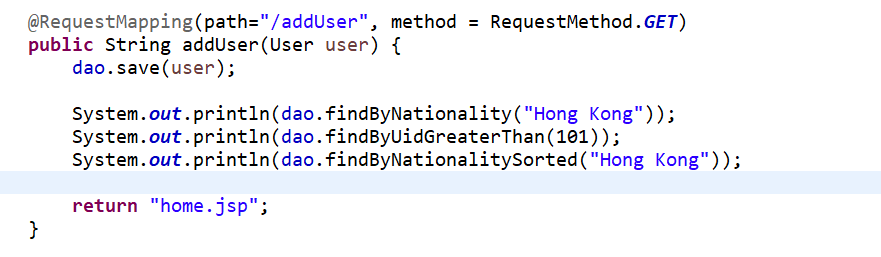 @RequestMapping(path="/addUser", method = RequestMethod.GET)
public String addUser(User user) {
    dao.save(user);
    System.out.println(dao.findByNationality("Hong Kong"));
    System.out.println(dao.findByUidGreaterThan(101));
    System.out.println(dao.findByNationalitySorted("Hong Kong"));
    return "home.jsp";
}